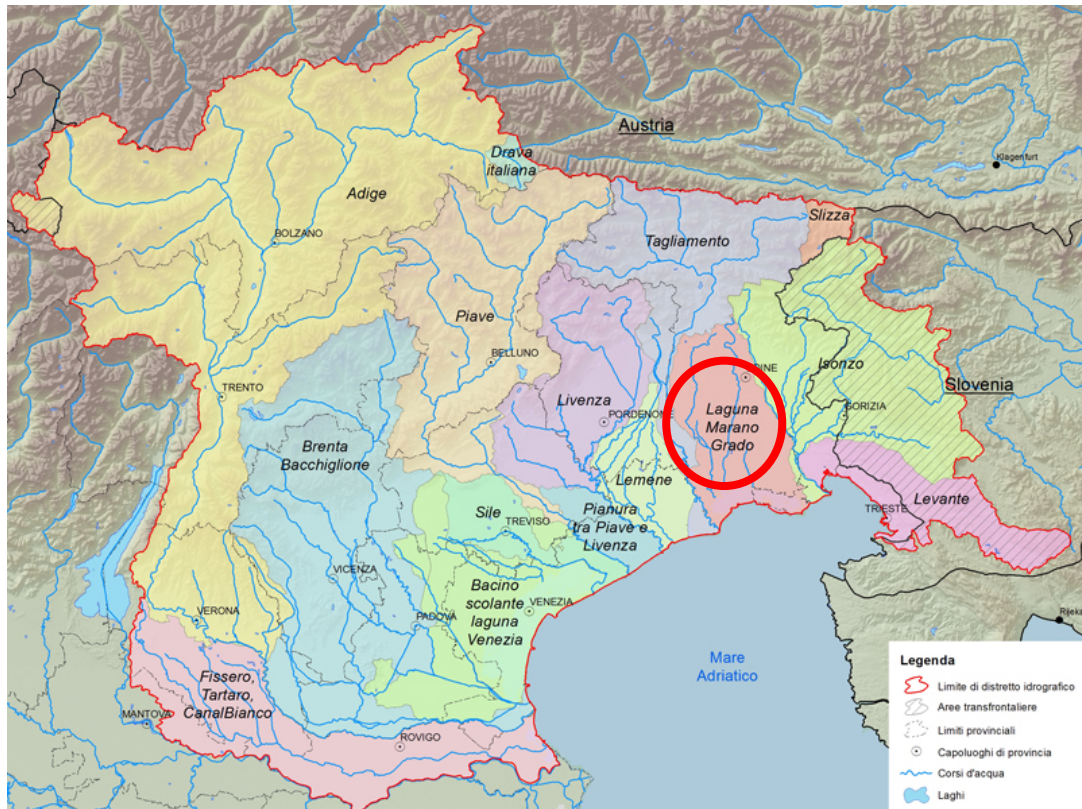 Austria
Klagenfurt
Drava
italiana
Adige
Slizza
BOLZANO
Tagliamento
Piave
BELLUNO
Isonzo
Slovenia
TRENTO
DINE
Livenza
PORDENONE
Laguna
Marano
Grado
GORIZIA
Brenta
Bacchiglione
Lemene
Levante
TRIESTE
Sile
TREVISO
Pianura
tra Piave e
Livenza
VICENZA
Bacino
scolante
laguna
Venezia
VENEZIA
PADOVA
VERONA
Rijeka
Mare
Adriatico
Fissero,
Tartaro,
CanalBianco
MANTOVA
ROVIGO
Legenda
Limite di distretto idrografico
Aree transfrontaliere
Limiti provinciali
Capoluoghi di provincia
Corsi d'acqua
Laghi